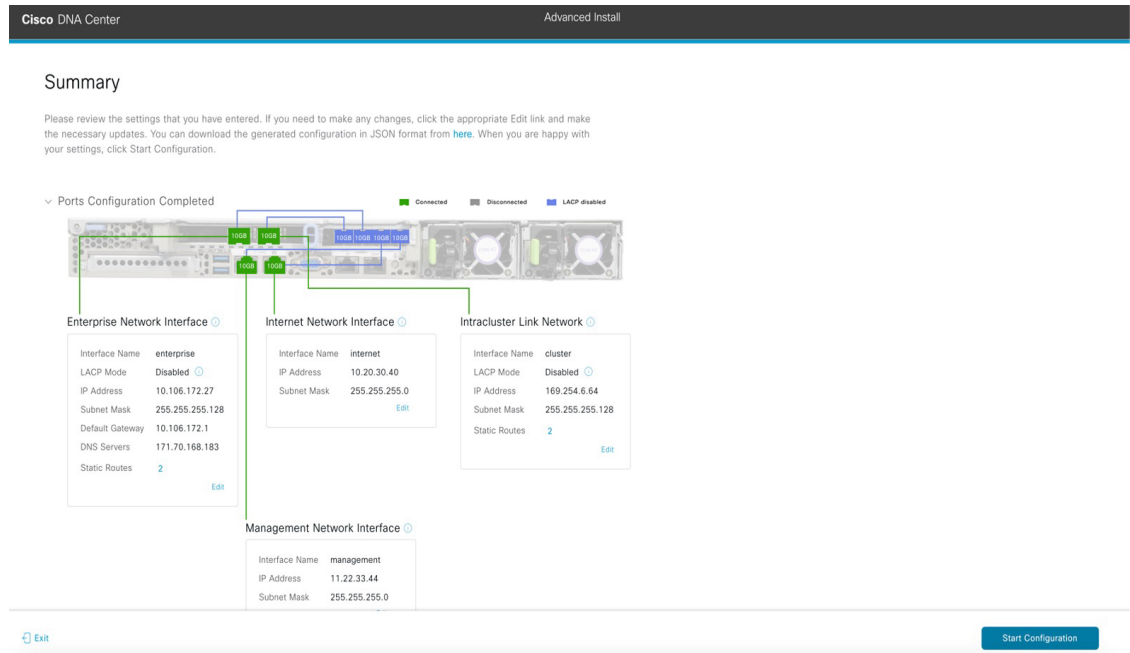 Cisco DNA Center
Advanced Install
Summary
Please review the settings that you have entered. If you need to make any changes, click the appropriate Edit link and make
the necessary updates. You can download the generated configuration in JSON format from here. When you are happy with
your settings, click Start Configuration.
Ports Configuration Completed
Connected
Disconnected
LACP disabled
10GB 10GB
10GB 10GB 10GB 10GB
10GB 10GB
Enterprise Network Interface
Interface Name enterprise
LACP Mode Disabled
IP Address 10.106.172.27
Subnet Mask 255.255.255.128
Default Gateway 10.106.172.1
DNS Servers 171.70.168.183
Static Routes 2
Edit
Internet Network Interface
Interface Name internet
IP Address 10.20.30.40
Subnet Mask 255.255.255.0
Edit
Intracluster Link Network
Interface Name cluster
LACP Mode Disabled
IP Address 169.254.6.64
Subnet Mask 255.255.255.128
Static Routes 2
Edit
Management Network Interface
Interface Name management
IP Address 11.22.33.44
Subnet Mask 255.255.255.0
Exit
Start Configuration